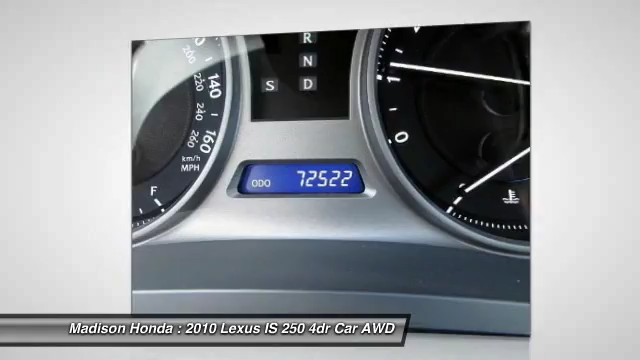 R
N
S D
200
220
240
260
140
160
km/h
MPH
F
1
0
ODO 72522
Madison Honda : 2010 Lexus IS 250 4dr Car AWD